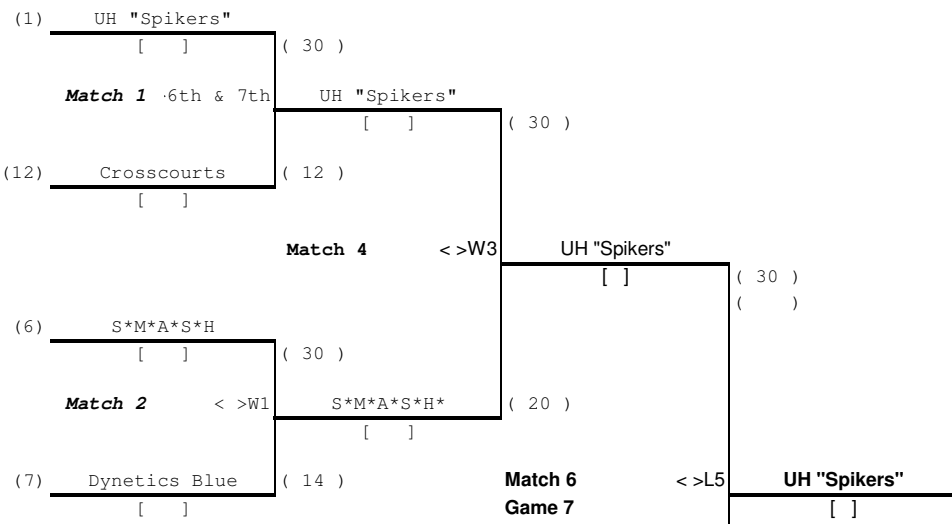 (1) UH "Spikers"
[ ] ( 30 )
Match 1 ·6th & 7th UH "Spikers"
[ ] ( 30 )
(12) Crosscourts ( 12 )
[ ]
Match 4 < >W3 UH "Spikers"
[ ] ( 30 )
( )
(6) S*M*A*S*H
[ ] ( 30 )
Match 2 < >W1 S*M*A*S*H* ( 20 )
[ ]
(7) Dynetics Blue ( 14 ) Match 6 < >L5 UH "Spikers"
[ ] Game 7 [ ]